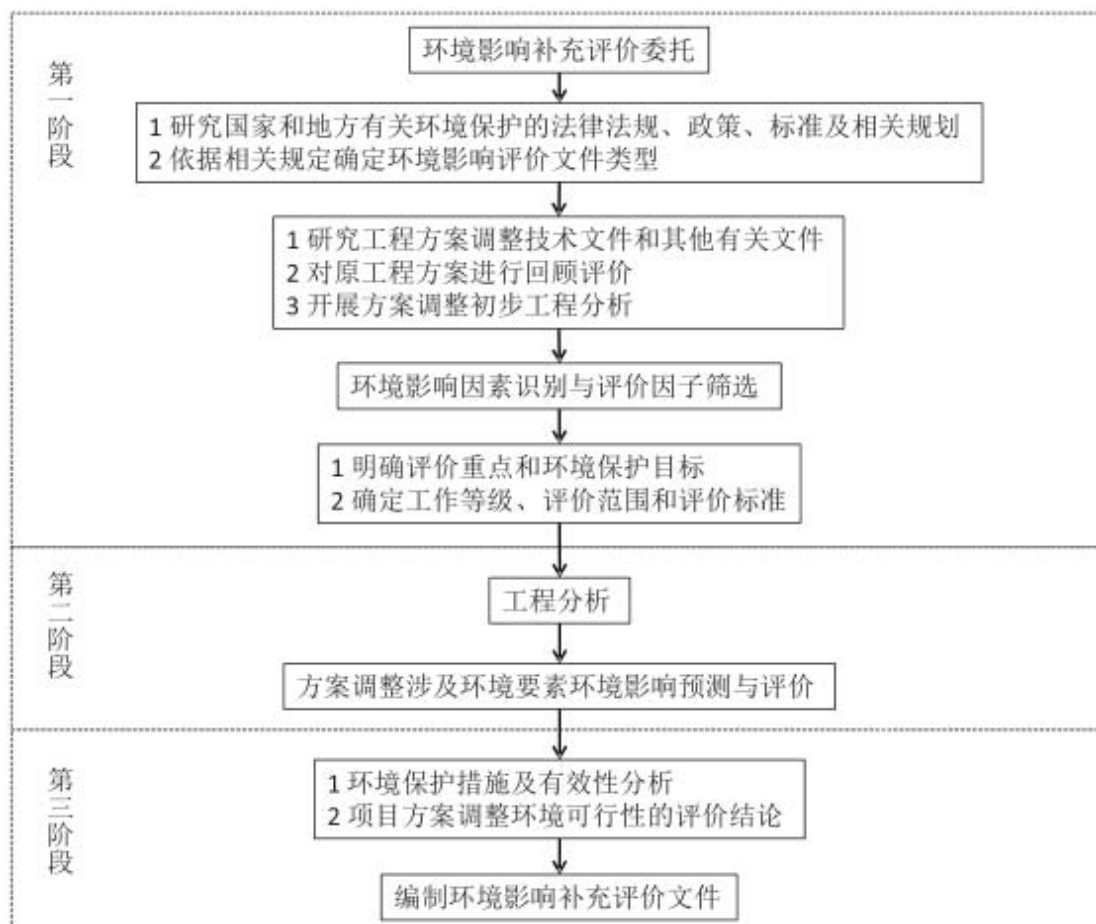 第一阶段
环境影响补充评价委托
1 研究国家和地方有关环境保护的法律法规、政策、标准及相关规划
2 依据相关规定确定环境影响评价文件类型
1 研究工程方案调整技术文件和其他有关文件
2 对原工程方案进行回顾评价
3 开展方案调整初步工程分析
环境影响因素识别与评价因子筛选
1 明确评价重点和环境保护目标
2 确定工作等级、评价范围和评价标准
第二阶段
工程分析
方案调整涉及环境要素环境影响预测与评价
第三阶段
1 环境保护措施及有效性分析
2 项目方案调整环境可行性的评价结论
编制环境影响补充评价文件